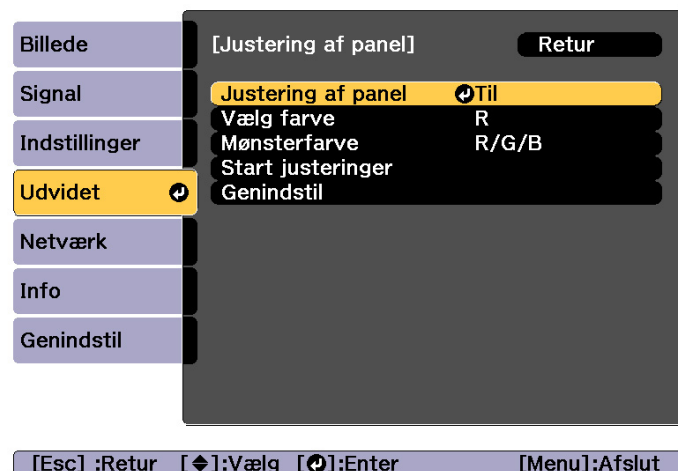 Billede
Signal
Indstillinger
Udvidet
Netværk
Info
Genindstil
[Justering af panel] Retur
Justering af panel Til
Vælg farve R
Mønsterfarve R/G/B
Start justeringer
Genindstil
[Esc] :Retur [ ]:Vælg [ ]:Enter [Menu]:Afslut